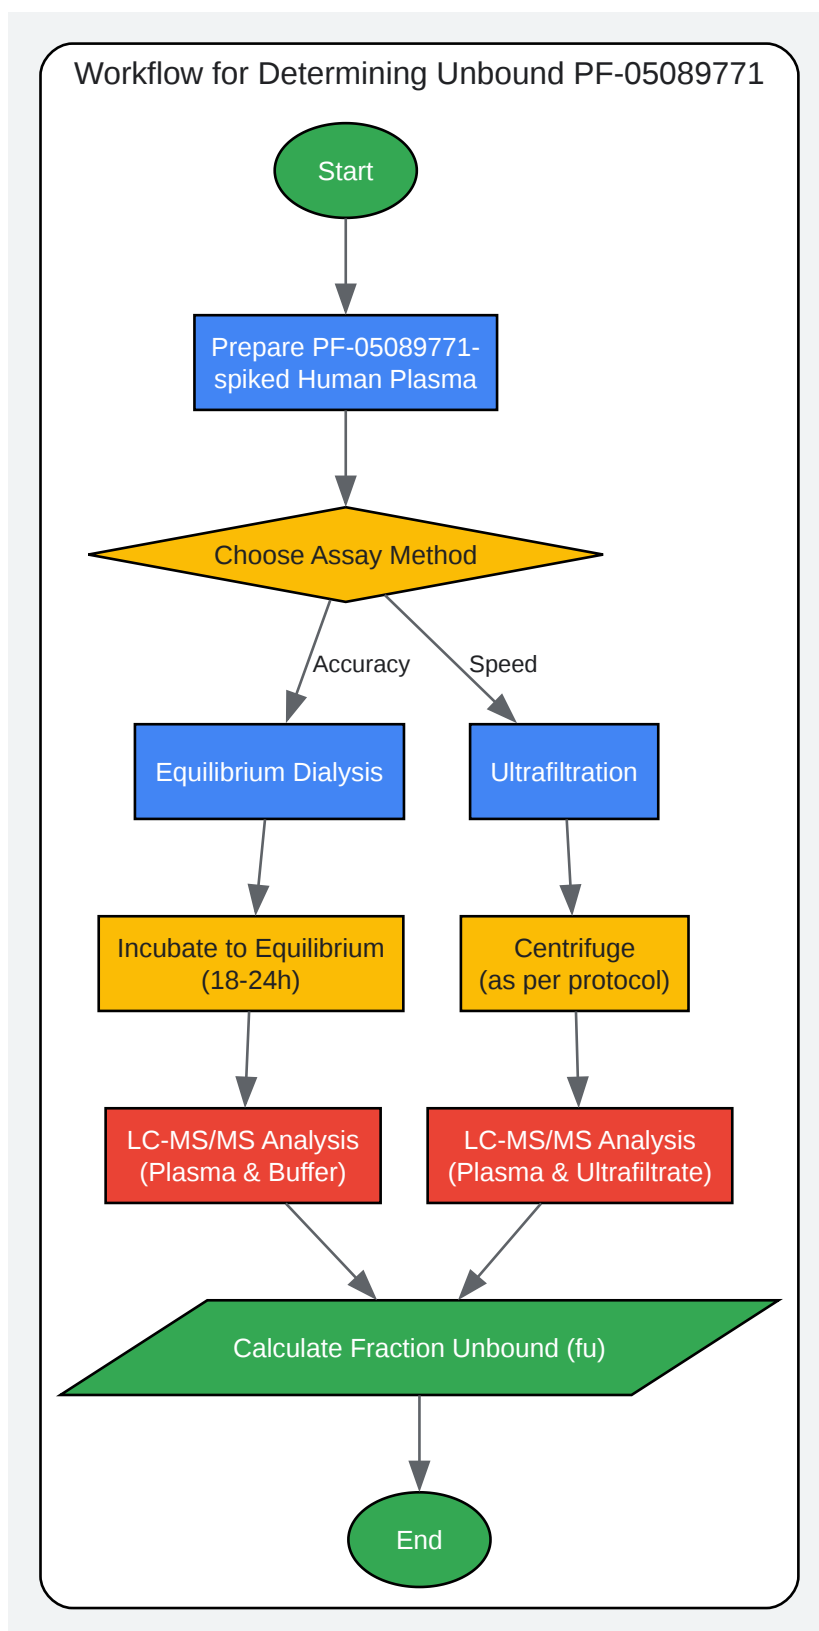 Workflow for Determining Unbound PF-05089771
Start
Prepare PF-05089771-
spiked Human Plasma
Choose Assay Method
Accuracy
Speed
Equilibrium Dialysis
Ultrafiltration
Incubate to Equilibrium
(18-24h)
Centrifuge
(as per protocol)
LC-MS/MS Analysis
(Plasma & Buffer)
LC-MS/MS Analysis
(Plasma & Ultrafiltrate)
Calculate Fraction Unbound (fu)
End